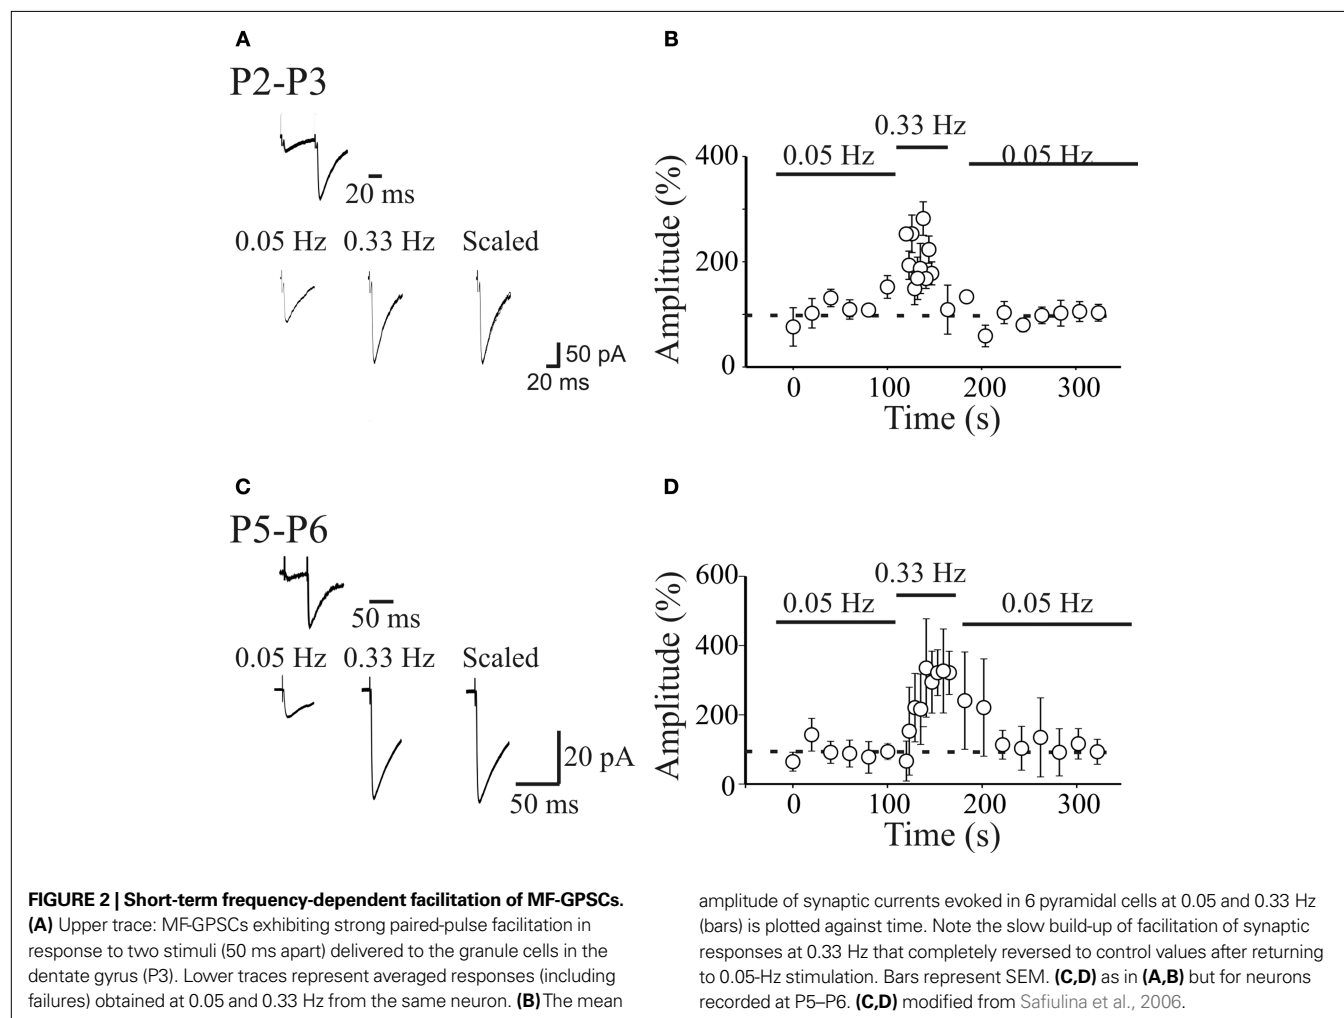 A
P2-P3
20 ms
0.05 Hz 0.33 Hz Scaled
50 pA
20 ms
B
0.33 Hz
0.05 Hz 0.05 Hz
400
200
0
Amplitude (%)
0 100 200 300
Time (s)
C
P5-P6
50 ms
0.05 Hz 0.33 Hz Scaled
20 pA
50 ms
D
600
0.33 Hz
0.05 Hz 0.05 Hz
400
200
0
Amplitude (%)
0 100 200 300
Time (s)
FIGURE 2 | Short-term frequency-dependent facilitation of MF-GPSCs.
(A) Upper trace: MF-GPSCs exhibiting strong paired-pulse facilitation in
response to two stimuli (50 ms apart) delivered to the granule cells in the
dentate gyrus (P3). Lower traces represent averaged responses (including
failures) obtained at 0.05 and 0.33 Hz from the same neuron. (B) The mean
amplitude of synaptic currents evoked in 6 pyramidal cells at 0.05 and 0.33 Hz
(bars) is plotted against time. Note the slow build-up of facilitation of synaptic
responses at 0.33 Hz that completely reversed to control values after returning
to 0.05-Hz stimulation. Bars represent SEM. (C,D) as in (A,B) but for neurons
recorded at P5–P6. (C,D) modified from Safiulina et al., 2006.